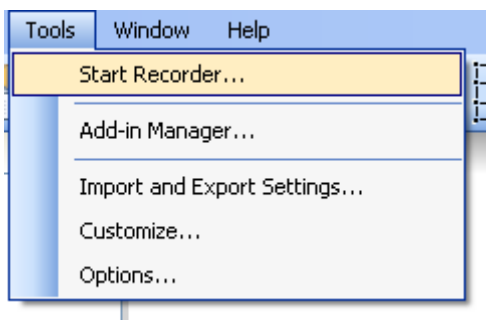 Tools Window Help
Start Recorder...
Add-in Manager...
Import and Export Settings...
Customize...
Options...